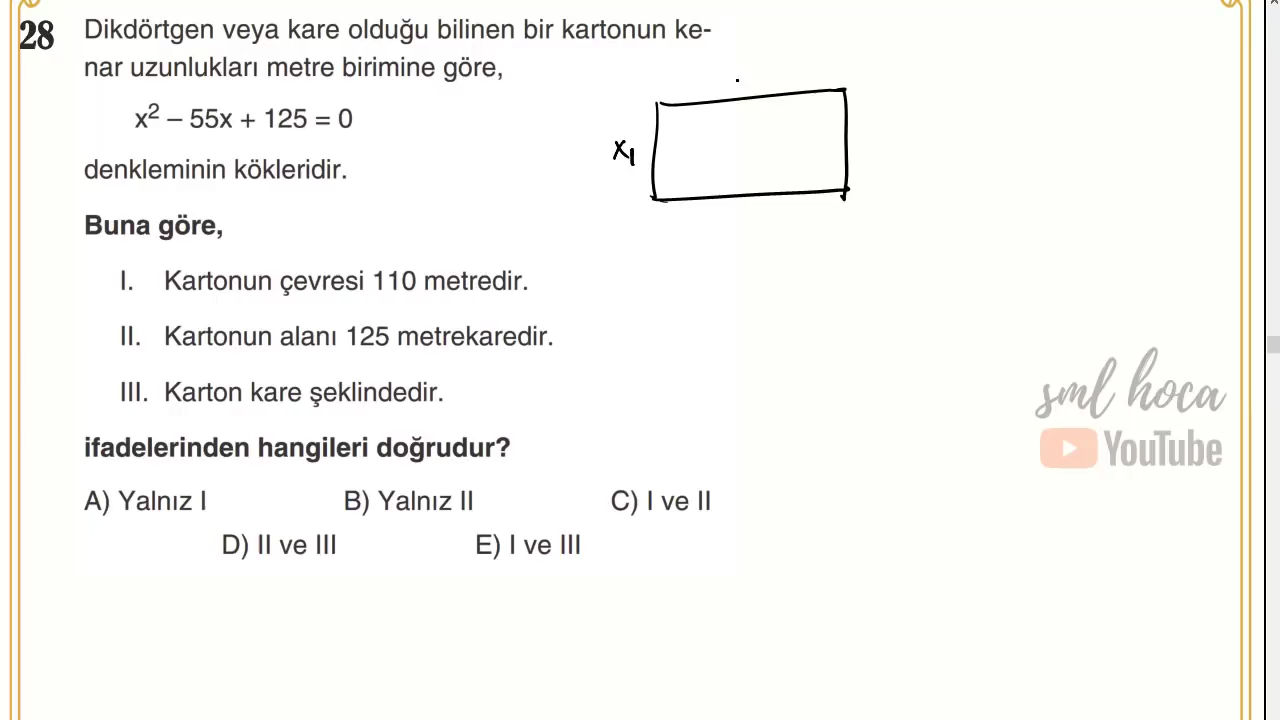 28 Dikdörtgen veya kare olduğu bilinen bir kartonun ke-
nar uzunlukları metre birimine göre,
x² – 55x + 125 = 0
denkleminin kökleridir.
x₁
Buna göre,
I. Kartonun çevresi 110 metredir.
II. Kartonun alanı 125 metrekaredir.
III. Karton kare şeklindedir.
ifadelerinden hangileri doğrudur?
A) Yalnız I B) Yalnız II C) I ve II
D) II ve III E) I ve III
sml hoca
YouTube